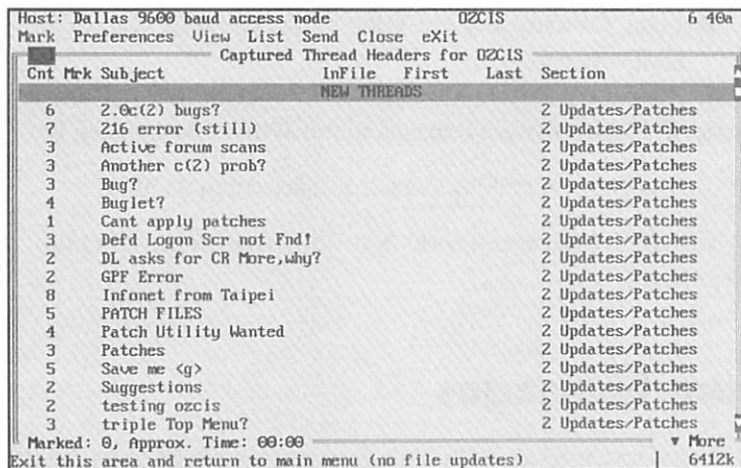 Host: Dallas 9600 baud access node OZCIS 6 40a
Mark Preferences View List Send Close eXit
Captured Thread Headers for OZCIS
Cnt Mrk Subject InFile First Last Section
NEW THREADS
6 2.0c(2) bugs? 2 Updates/Patches
7 216 error (still) 2 Updates/Patches
3 Active forum scans 2 Updates/Patches
3 Another c(2) prob? 2 Updates/Patches
3 Bug? 2 Updates/Patches
4 Buglet? 2 Updates/Patches
1 Cant apply patches 2 Updates/Patches
3 Defd Logon Scr not Fnd! 2 Updates/Patches
2 DL asks for CR More,why? 2 Updates/Patches
2 GPF Error 2 Updates/Patches
8 Infonet from Taipei 2 Updates/Patches
5 PATCH FILES 2 Updates/Patches
4 Patch Utility Wanted 2 Updates/Patches
3 Patches 2 Updates/Patches
5 Save me <g> 2 Updates/Patches
2 Suggestions 2 Updates/Patches
2 testing ozcis 2 Updates/Patches
3 triple Top Menu? 2 Updates/Patches
Marked: 0, Approx. Time: 00:00 ▼ More
Exit this area and return to main menu (no file updates) | 6412k